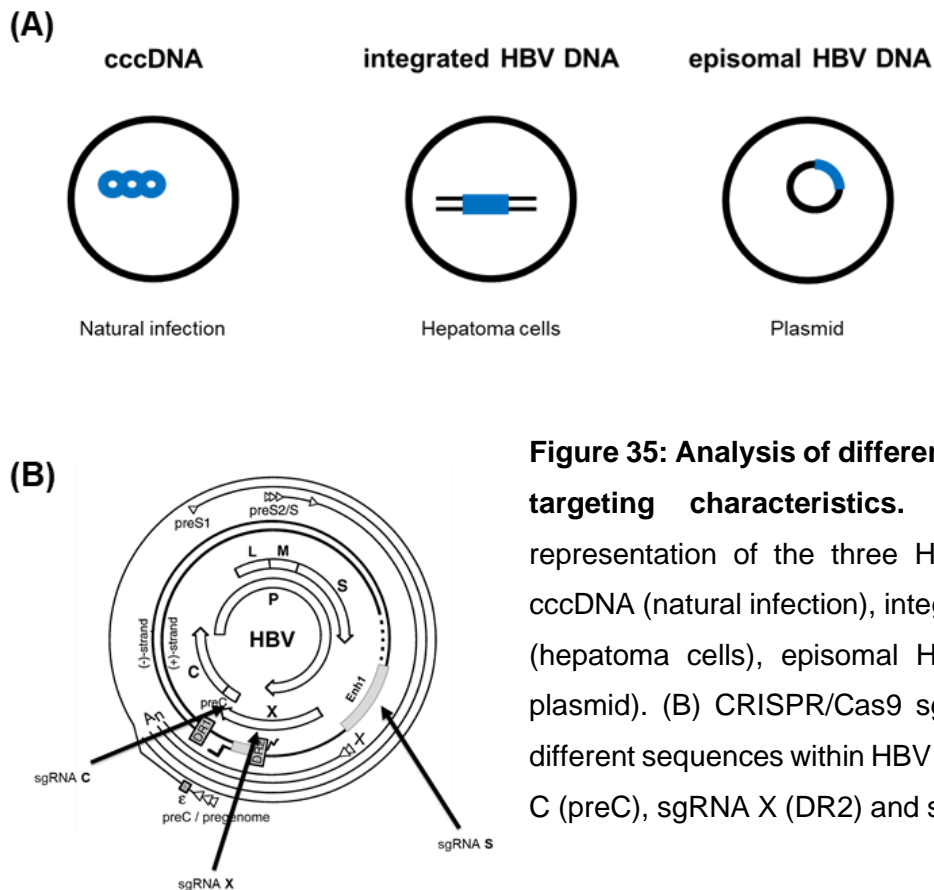 (A)
cccDNA
integrated HBV DNA
episomal HBV DNA
Natural infection
Hepatoma cells
Plasmid
(B)
preS1
preS2/S
L
M
S
P
HBV
(-)-strand
(+)-strand
C
preC
X
Enh1
An
DR1
DR2
X
ε
preC / pregenome
sgRNA C
sgRNA X
sgRNA S
Figure 35: Analysis of differen
targeting characteristics.
representation of the three H
cccDNA (natural infection), integ
(hepatoma cells), episomal H
plasmid). (B) CRISPR/Cas9 sg
different sequences within HBV
C (preC), sgRNA X (DR2) and s